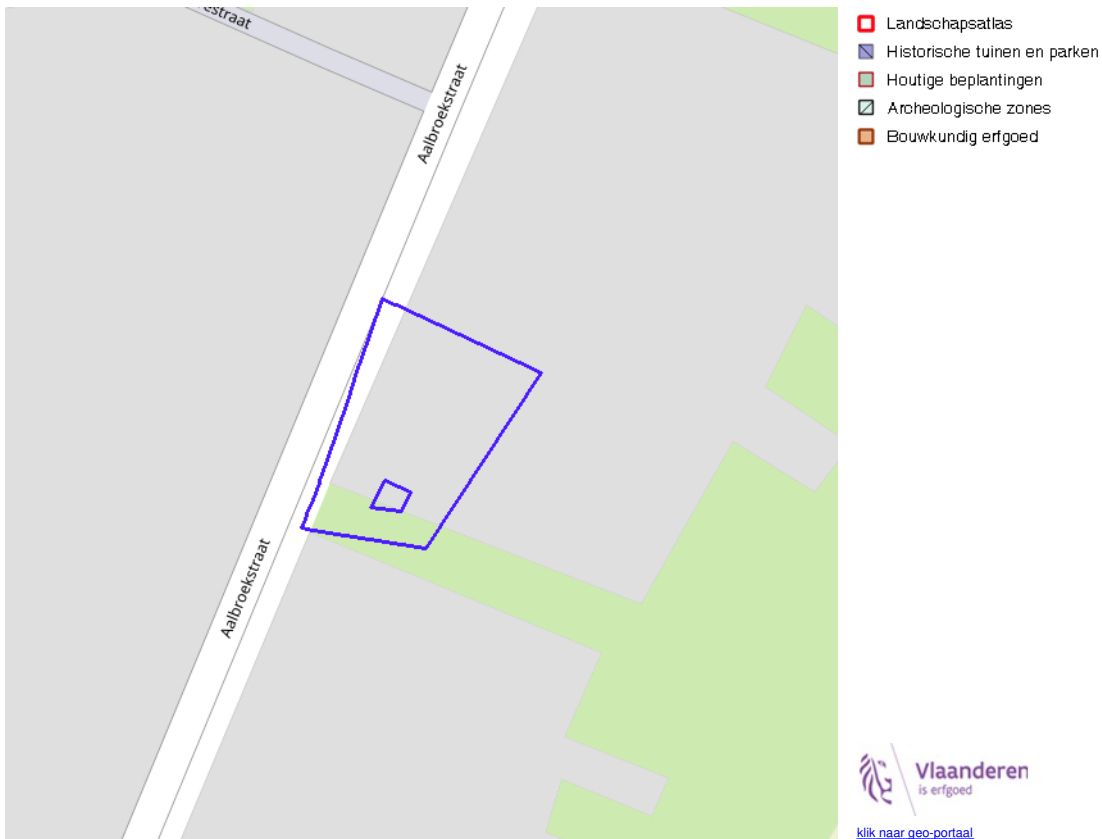 Aalbroekstraat
Aalbroekstraat
Landschapsatlas
Historische tuinen en parken
Houtige beplantingen
Archeologische zones
Bouwkundig erfgoed
Vlaanderen
is erfgoed
klik naar geo-portaal